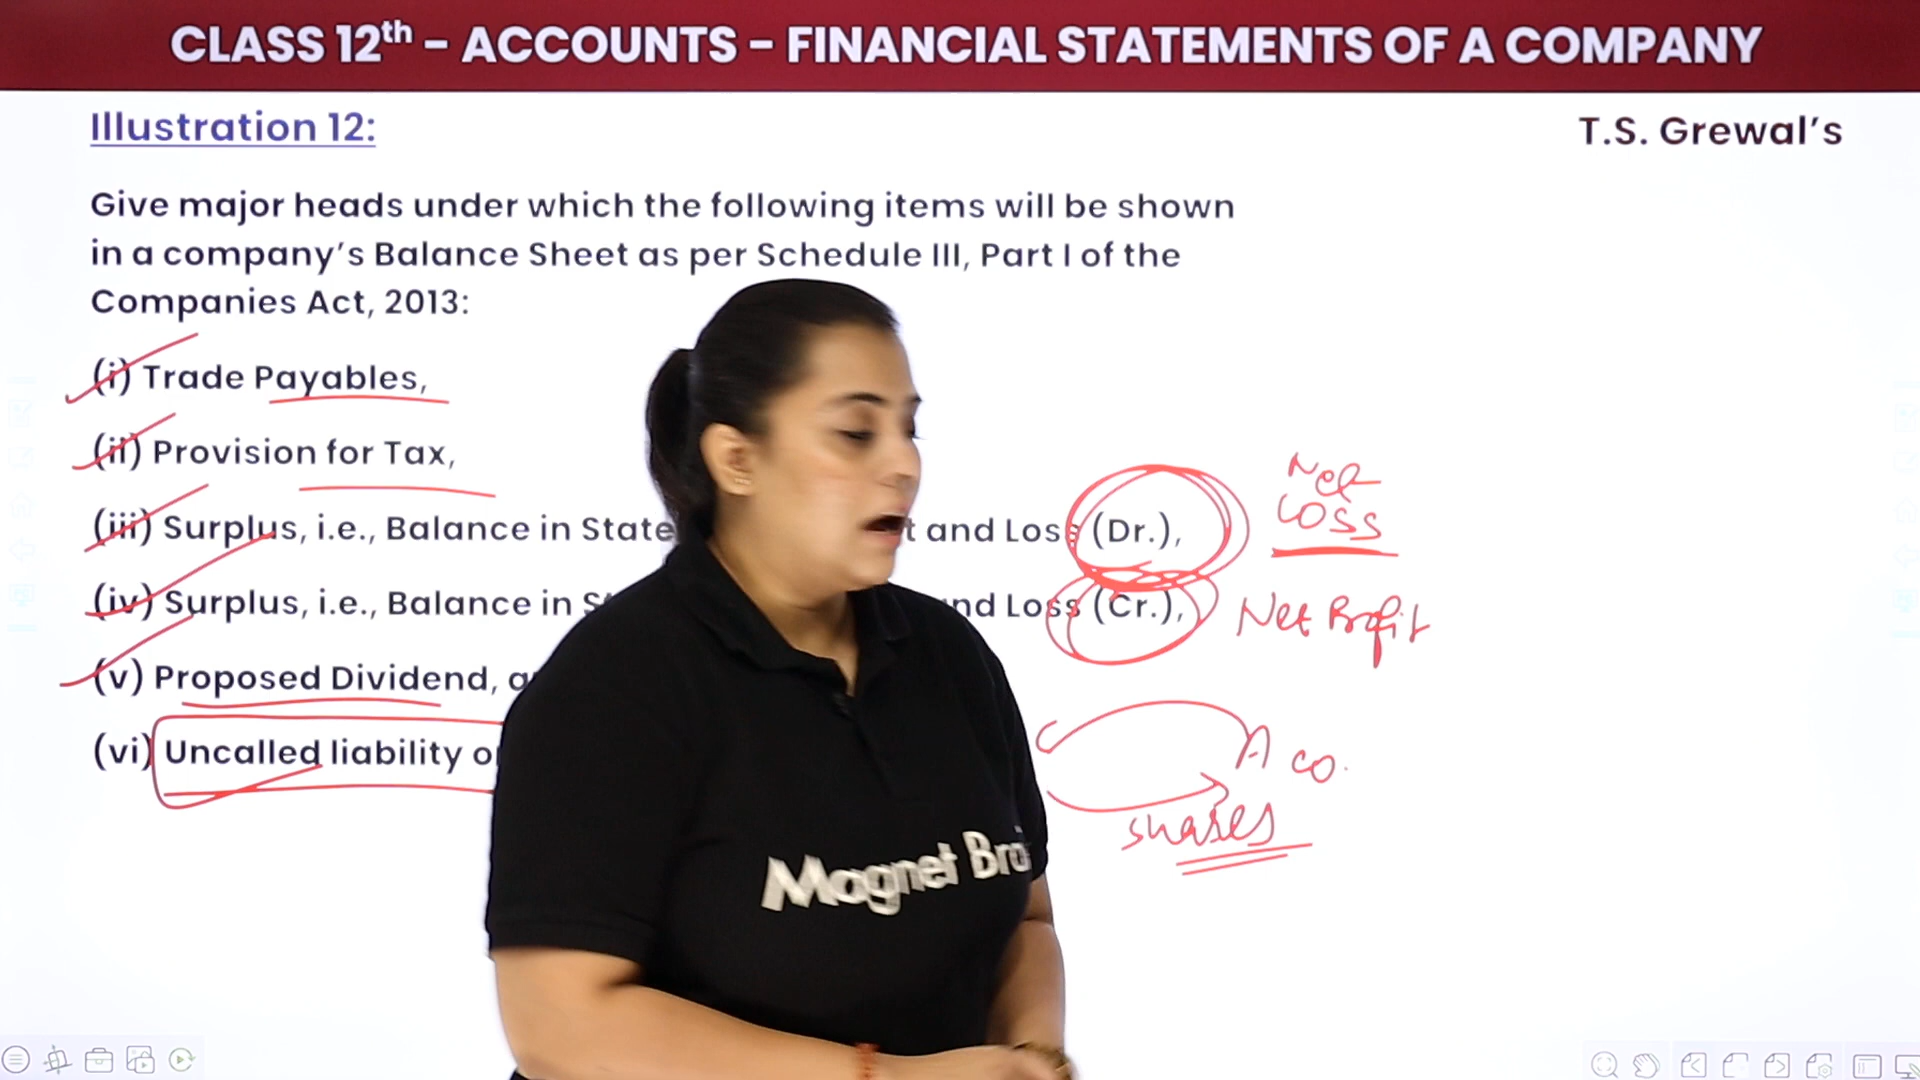 CLASS 12th – ACCOUNTS – FINANCIAL STATEMENTS OF A COMPANY
Illustration 12:
T.S. Grewal’s
Give major heads under which the following items will be shown
in a company’s Balance Sheet as per Schedule III, Part I of the
Companies Act, 2013:
(i) Trade Payables,
(ii) Provision for Tax,
(iii) Surplus, i.e., Balance in State t and Loss (Dr.),
Net
Loss
(iv) Surplus, i.e., Balance in nd Loss (Cr.),
Net Profit
(v) Proposed Dividend,
(vi) Uncalled liability
A co.
shares
Magnet Bra